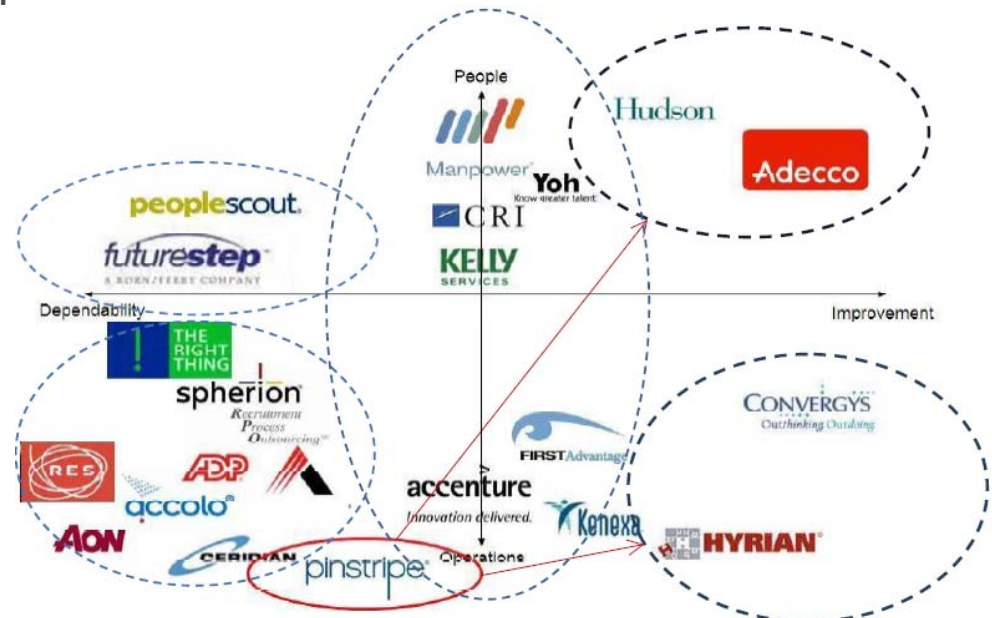 People
Hudson
Manpower
Adecco
Yoh
Know greater talent.
peoplescout.
CRI
futurestep
A KORN/FERRY COMPANY
KELLY
SERVICES
Dependability
Improvement
THE
RIGHT
THING
spherion
Recruitment
Process
Outsourcing
CONVERGYS
Outthinking Outdoing
FIRSTAdvantage
RES
ADP
accenture
Innovation delivered.
accolo
Kenexa
AON
HYRIAN
CERIDIAN
Operations
pinstripe